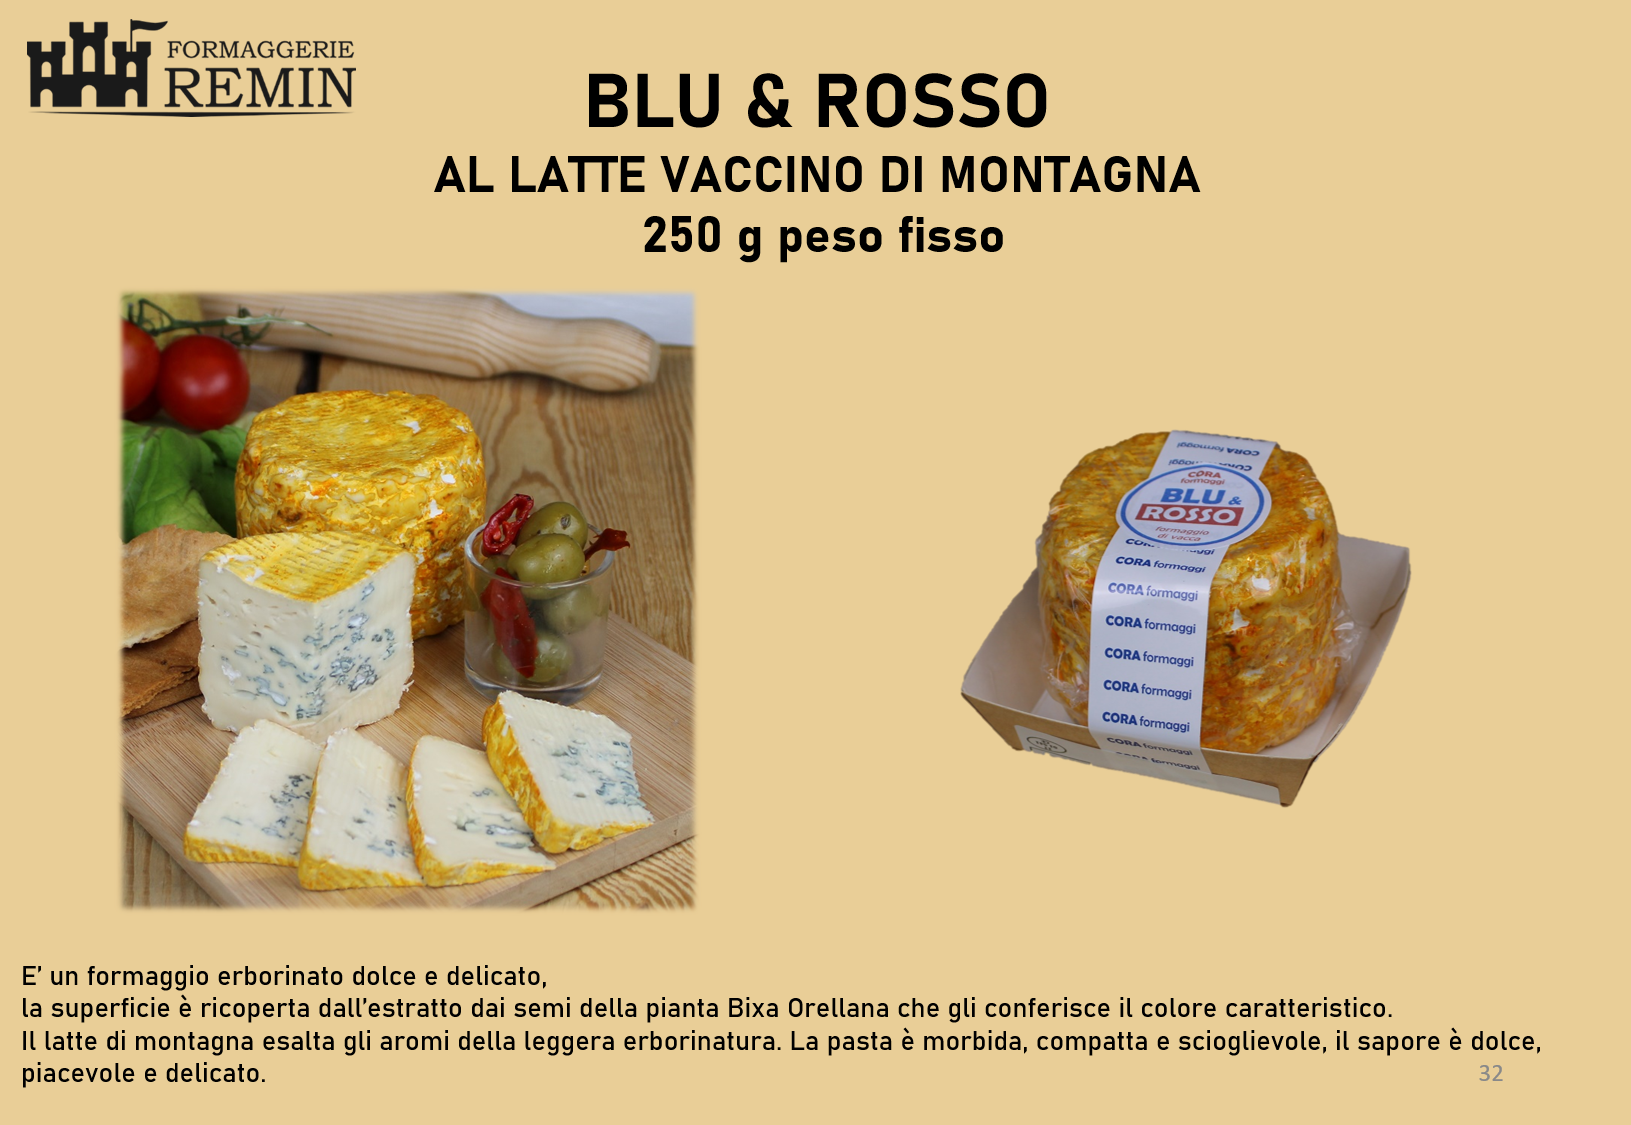 FORMAGGERIE
REMIN
BLU & ROSSO
AL LATTE VACCINO DI MONTAGNA
250 g peso fisso
CORA formaggi
CORA
formaggi
BLU &
ROSSO
formaggio
di vacca
CORA formaggi
CORA formaggi
CORA formaggi
CORA formaggi
CORA formaggi
CORA formaggi
CORA formaggi
E’ un formaggio erborinato dolce e delicato,
la superficie è ricoperta dall’estratto dai semi della pianta Bixa Orellana che gli conferisce il colore caratteristico.
Il latte di montagna esalta gli aromi della leggera erborinatura. La pasta è morbida, compatta e scioglievole, il sapore è dolce,
piacevole e delicato.
32